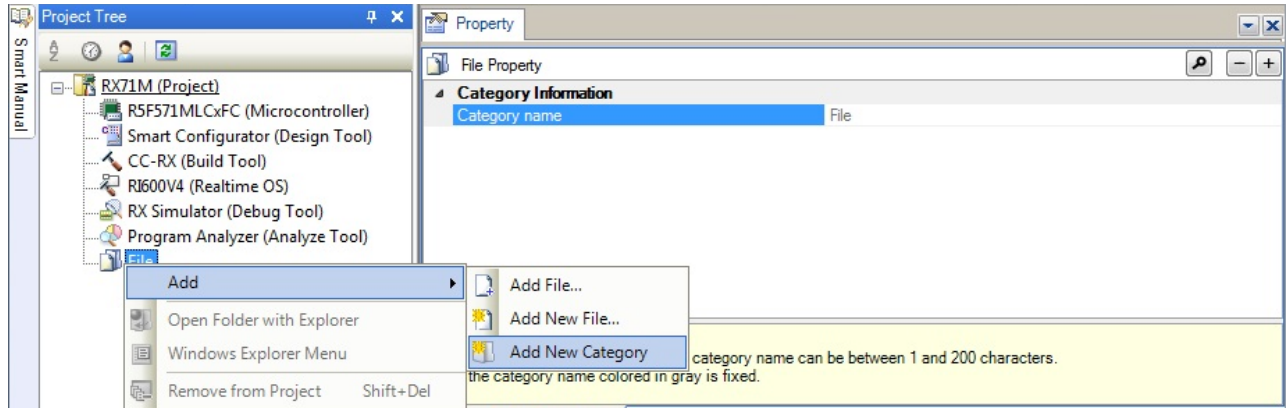 Smart Manual
Project Tree
RX71M (Project)
R5F571MLCxFC (Microcontroller)
Smart Configurator (Design Tool)
CC-RX (Build Tool)
RI600V4 (Realtime OS)
RX Simulator (Debug Tool)
Program Analyzer (Analyze Tool)
File
Add
Open Folder with Explorer
Windows Explorer Menu
Remove from Project Shift+Del
Add File...
Add New File...
Add New Category
Property
File Property
Category Information
Category name File
category name can be between 1 and 200 characters.
the category name colored in gray is fixed.